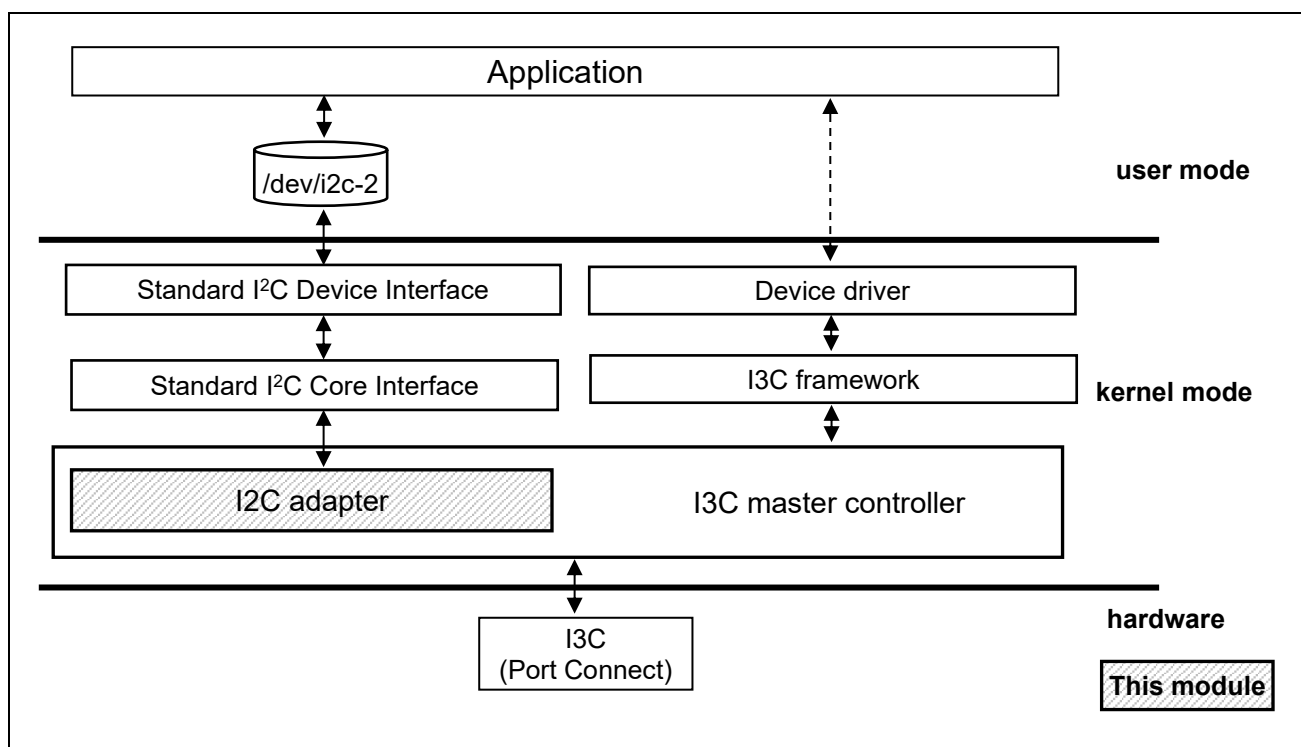 Application
/dev/i2c-2
user mode
Standard I²C Device Interface
Device driver
Standard I²C Core Interface
I3C framework
kernel mode
I2C adapter
I3C master controller
hardware
I3C
(Port Connect)
This module